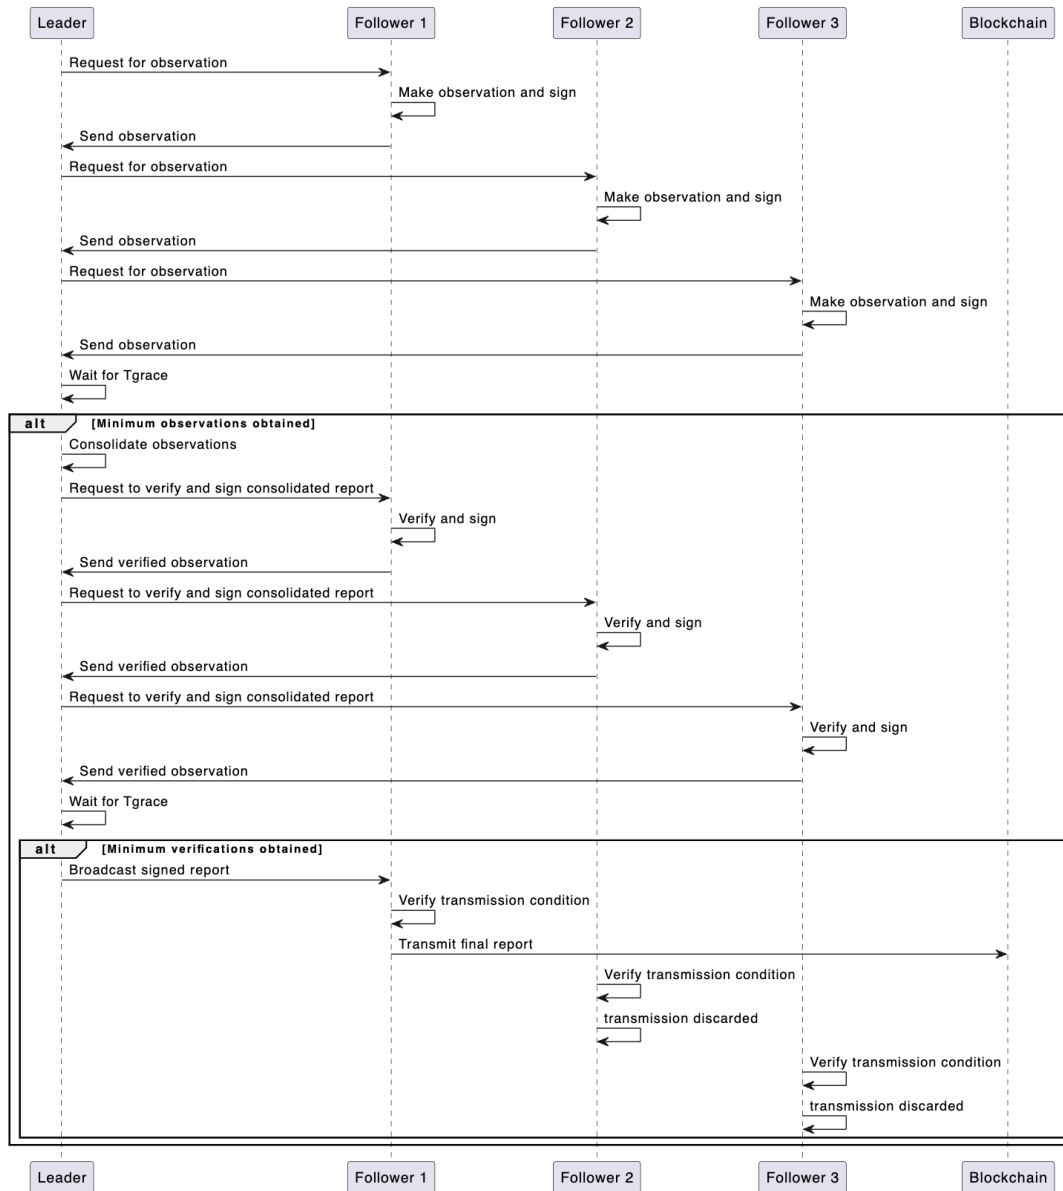 Leader Follower 1 Follower 2 Follower 3 Blockchain
Request for observation
Make observation and sign
Send observation
Request for observation
Make observation and sign
Send observation
Request for observation
Make observation and sign
Send observation
Wait for Tgrace
alt [Minimum observations obtained]
Consolidate observations
Request to verify and sign consolidated report
Verify and sign
Send verified observation
Request to verify and sign consolidated report
Verify and sign
Send verified observation
Request to verify and sign consolidated report
Verify and sign
Send verified observation
Wait for Tgrace
alt [Minimum verifications obtained]
Broadcast signed report
Verify transmission condition
Transmit final report
Verify transmission condition
transmission discarded
Verify transmission condition
transmission discarded
Leader Follower 1 Follower 2 Follower 3 Blockchain